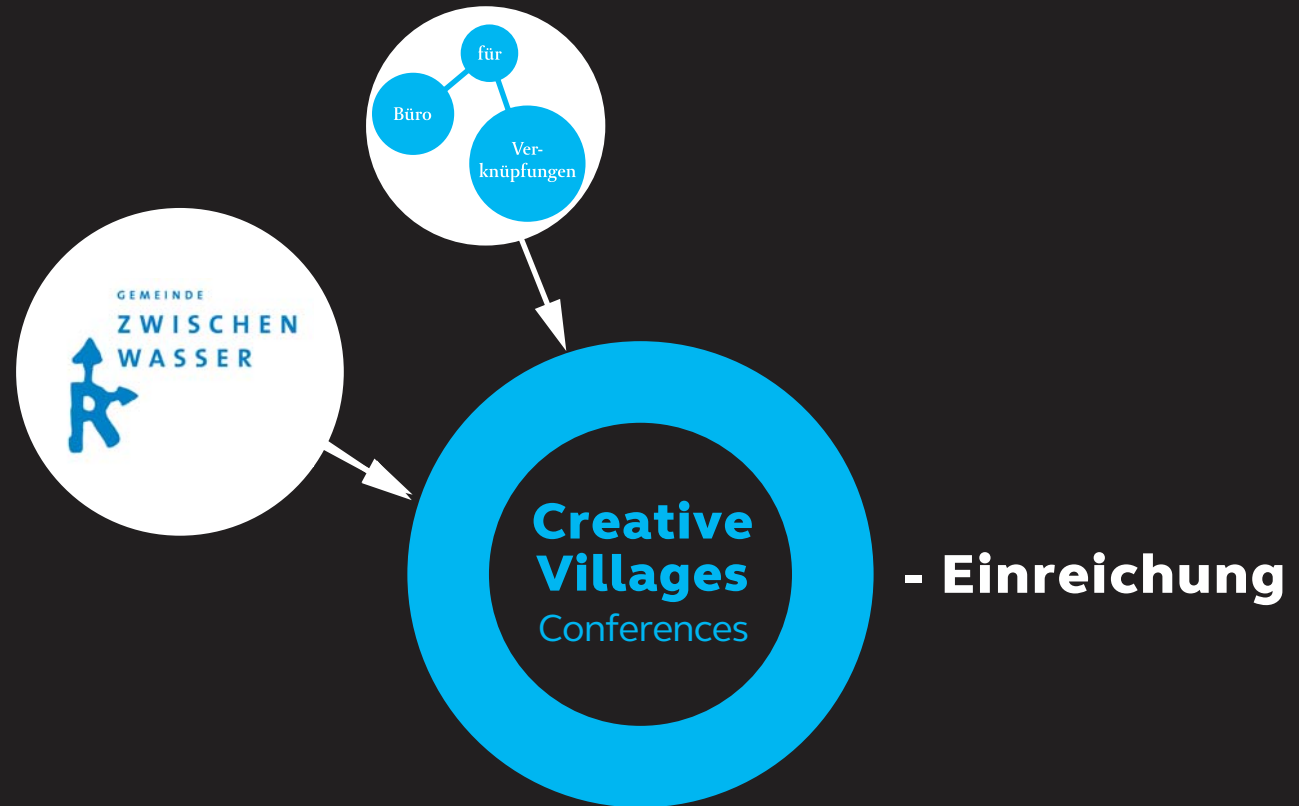 für
Büro
Ver-
knüpfungen
GEMEINDE
ZWISCHEN
WASSER
Creative
Villages
Conferences
- Einreichung